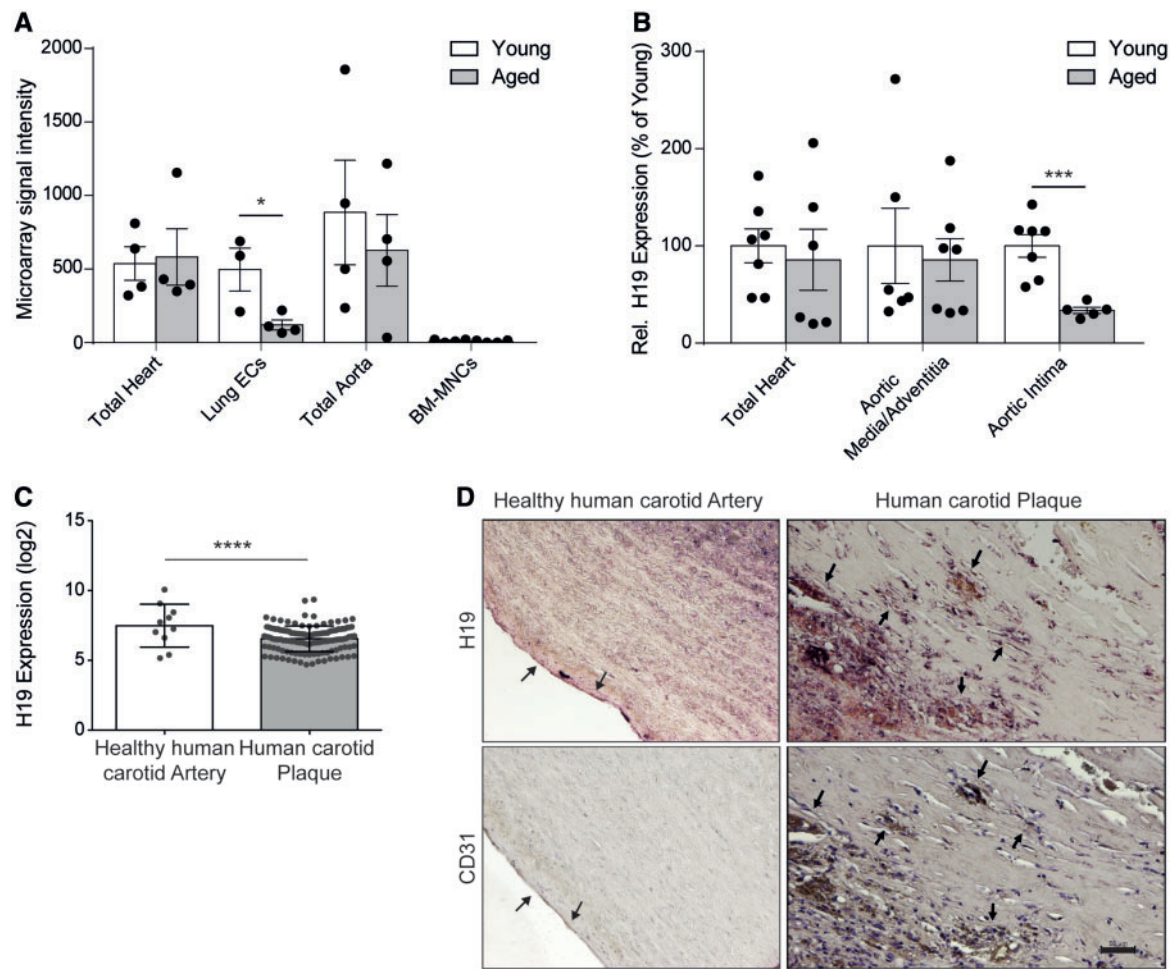 A
Microarray signal intensity
2000
1500
1000
500
0
Young
Aged
*
Total Heart
Lung ECs
Total Aorta
BM-MNCs
B
Rel. H19 Expression (% of Young)
300
200
100
0
Young
Aged
***
Total Heart
Aortic
Media/Adventitia
Aortic Intima
C
H19 Expression (log2)
15
10
5
0
****
Healthy human
carotid Artery
Human carotid
Plaque
D
Healthy human carotid Artery
Human carotid Plaque
H19
CD31